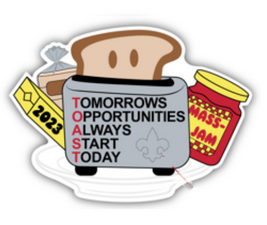 2023
TOMORROWS
OPPORTUNITIES
ALWAYS
START
TODAY
MASS-
JAM